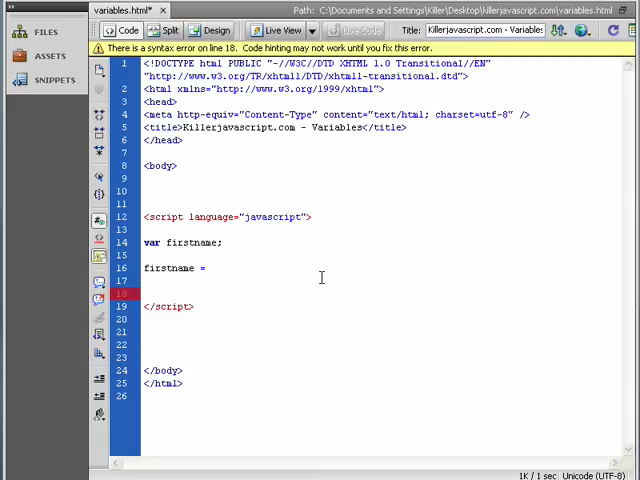 variables.html* ×
Path: C:\Documents and Settings\Killer\Desktop\killerjavascript.com\variables.html
Code Split Live View Live Code Title: Killerjavascript.com - Variables
There is a syntax error on line 18. Code hinting may not work until you fix this error.
FILES
ASSETS
SNIPPETS
1 <!DOCTYPE html PUBLIC "-//W3C//DTD XHTML 1.0 Transitional//EN"
"http://www.w3.org/TR/xhtml1/DTD/xhtml1-transitional.dtd">
2 <html xmlns="http://www.w3.org/1999/xhtml">
3 <head>
4 <meta http-equiv="Content-Type" content="text/html; charset=utf-8" />
5 <title>Killerjavascript.com - Variables</title>
6 </head>
7
8 <body>
9
10
11
12 <script language="javascript">
13
14 var firstname;
15
16 firstname =
17
18
19 </script>
20
21
22
23
24 </body>
25 </html>
26
1K / 1 sec Unicode (UTF-8)